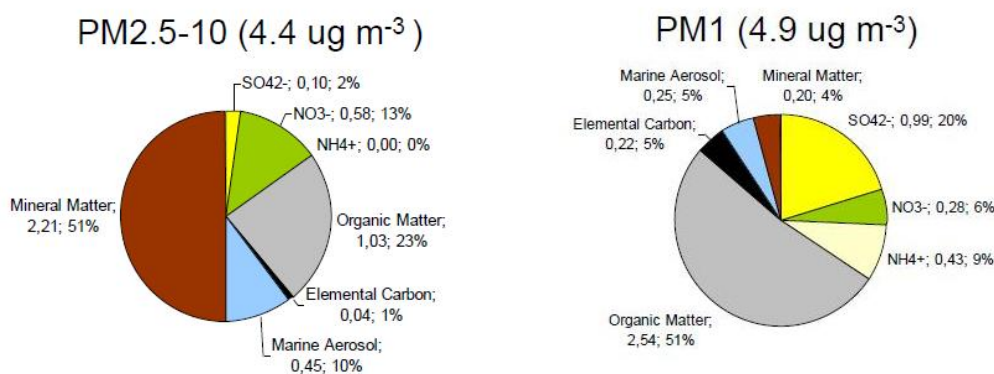 PM2.5-10 (4.4 ug m-3 )
SO42-; 0,10; 2%
NO3-; 0,58; 13%
NH4+; 0,00; 0%
Mineral Matter;
2,21; 51%
Organic Matter;
1,03; 23%
Elemental Carbon;
0,04; 1%
Marine Aerosol;
0,45; 10%
PM1 (4.9 ug m-3)
Marine Aerosol;
0,25; 5%
Mineral Matter;
0,20; 4%
Elemental Carbon;
0,22; 5%
SO42-; 0,99; 20%
NO3-; 0,28; 6%
NH4+; 0,43; 9%
Organic Matter;
2,54; 51%